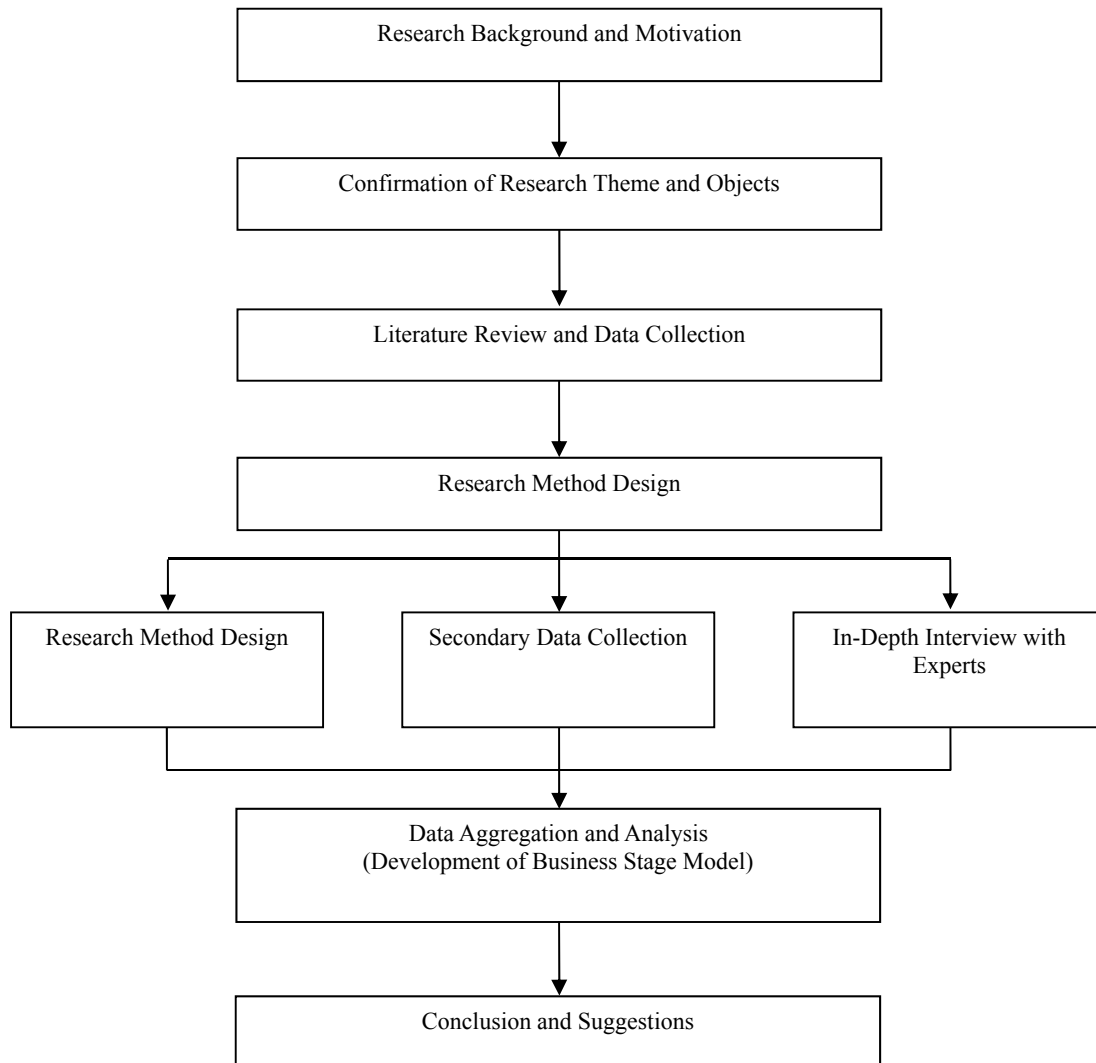 Research Background and Motivation
Confirmation of Research Theme and Objects
Literature Review and Data Collection
Research Method Design
Research Method Design
Secondary Data Collection
In-Depth Interview with
Experts
Data Aggregation and Analysis
(Development of Business Stage Model)
Conclusion and Suggestions